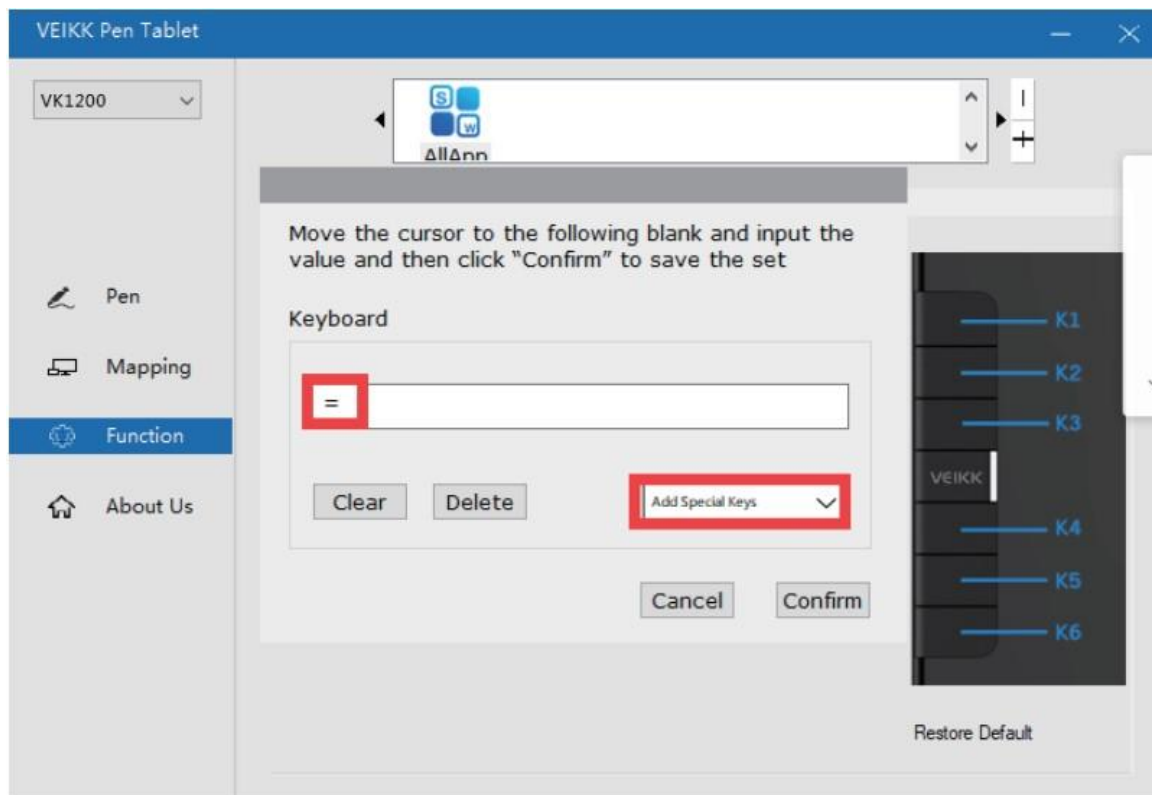 VEIKK Pen Tablet
VK1200
AllApp
Move the cursor to the following blank and input the
value and then click “Confirm” to save the set
Keyboard
=
Clear
Delete
Add Special Keys
Cancel
Confirm
Pen
Mapping
Function
About Us
K1
K2
K3
VEIKK
K4
K5
K6
Restore Default